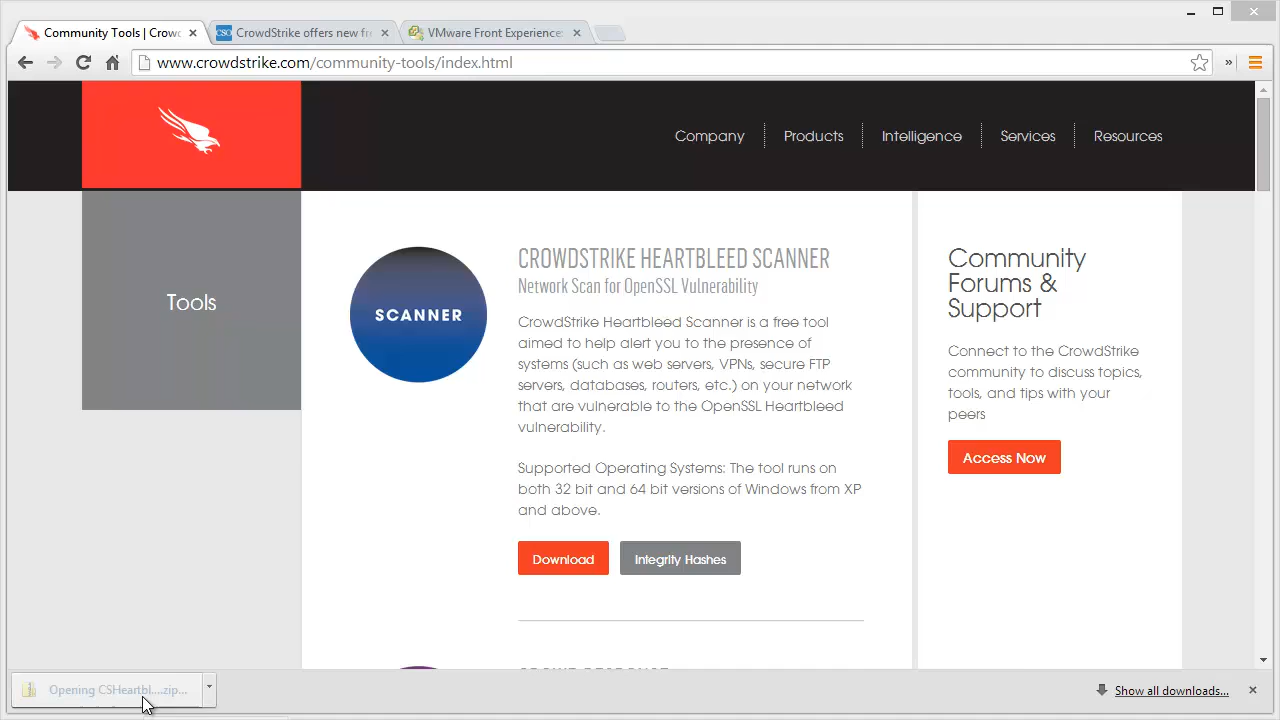 Community Tools | Crowd
CrowdStrike offers new fr
VMware Front Experience
www.crowdstrike.com/community-tools/index.html
Company
Products
Intelligence
Services
Resources
Tools
SCANNER
CROWDSTRIKE HEARTBLEED SCANNER
Network Scan for OpenSSL Vulnerability
CrowdStrike Heartbleed Scanner is a free tool
aimed to help alert you to the presence of
systems (such as web servers, VPNs, secure FTP
servers, databases, routers, etc.) on your network
that are vulnerable to the OpenSSL Heartbleed
vulnerability.
Supported Operating Systems: The tool runs on
both 32 bit and 64 bit versions of Windows from XP
and above.
Download
Integrity Hashes
Community
Forums &
Support
Connect to the CrowdStrike
community to discuss topics,
tools, and tips with your
peers
Access Now
Opening CSHeartbl....zip...
Show all downloads...